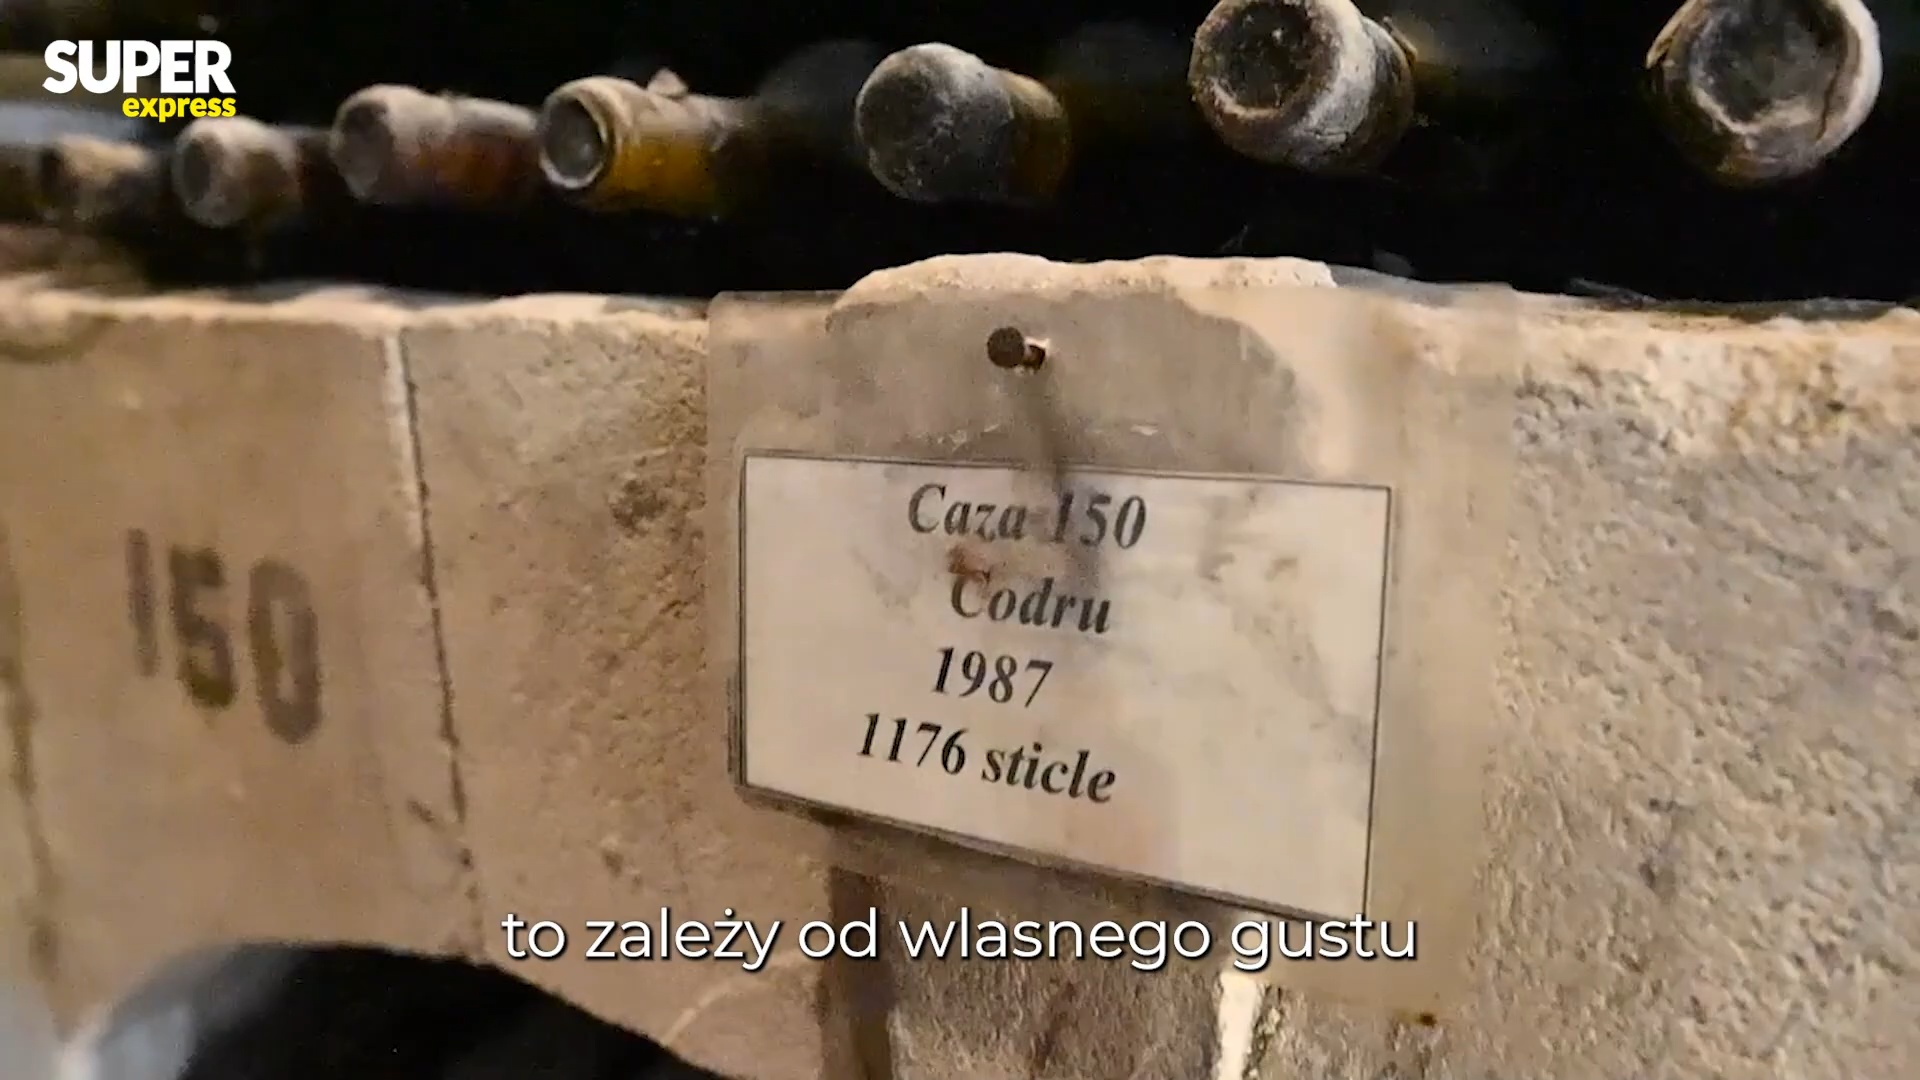 SUPER
express
150
Caza 150
Codru
1987
1176 sticle
to zależy od wlasnego gustu